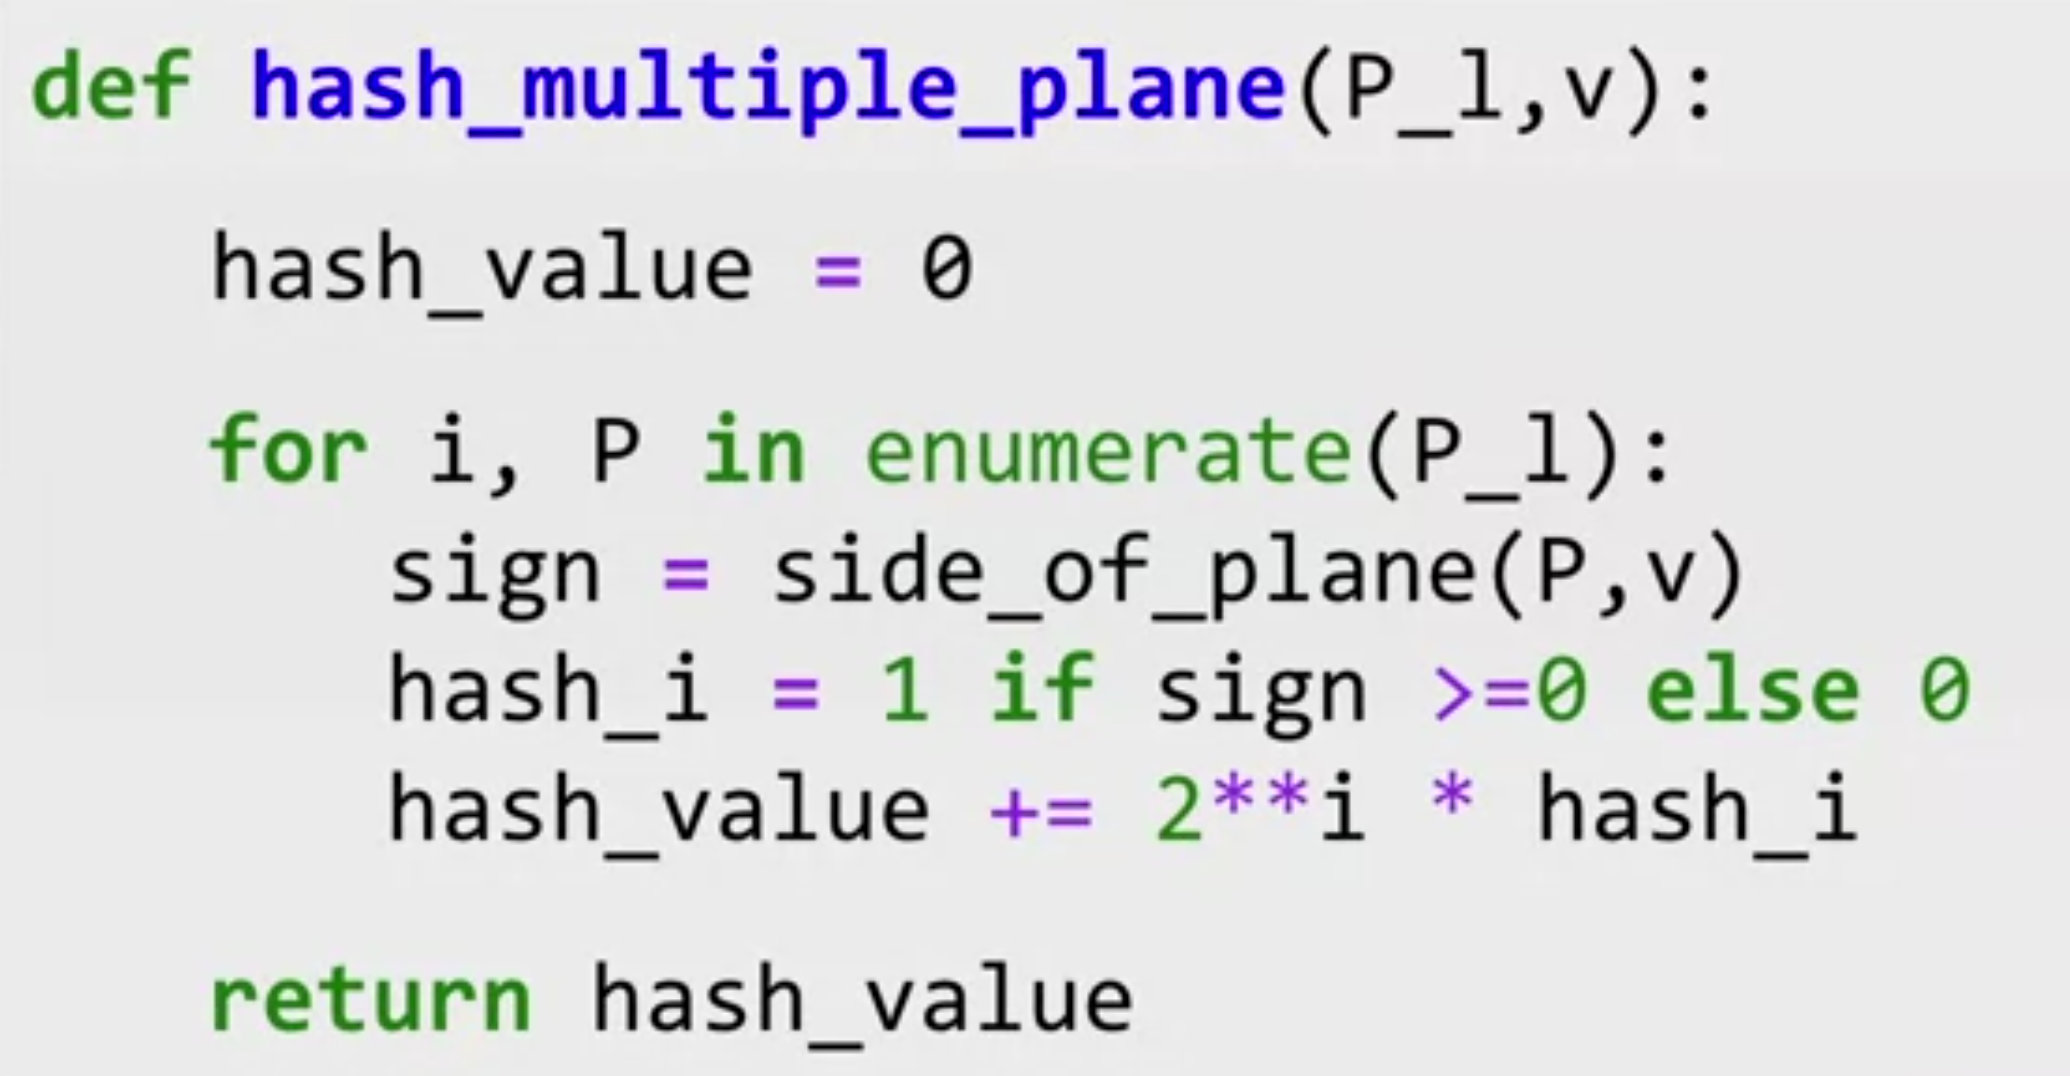 def hash_multiple_plane(P_l,v):
    hash_value = 0
    for i, P in enumerate(P_l):
        sign = side_of_plane(P,v)
        hash_i = 1 if sign >=0 else 0
        hash_value += 2**i * hash_i
    return hash_value